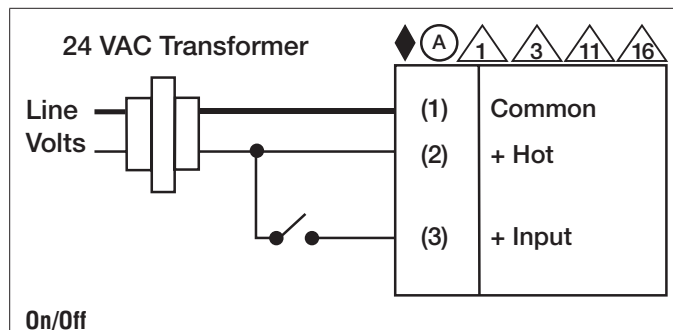 24 VAC Transformer
A 1 3 11 16
Line
Volts
(1) Common
(2) + Hot
(3) + Input
On/Off